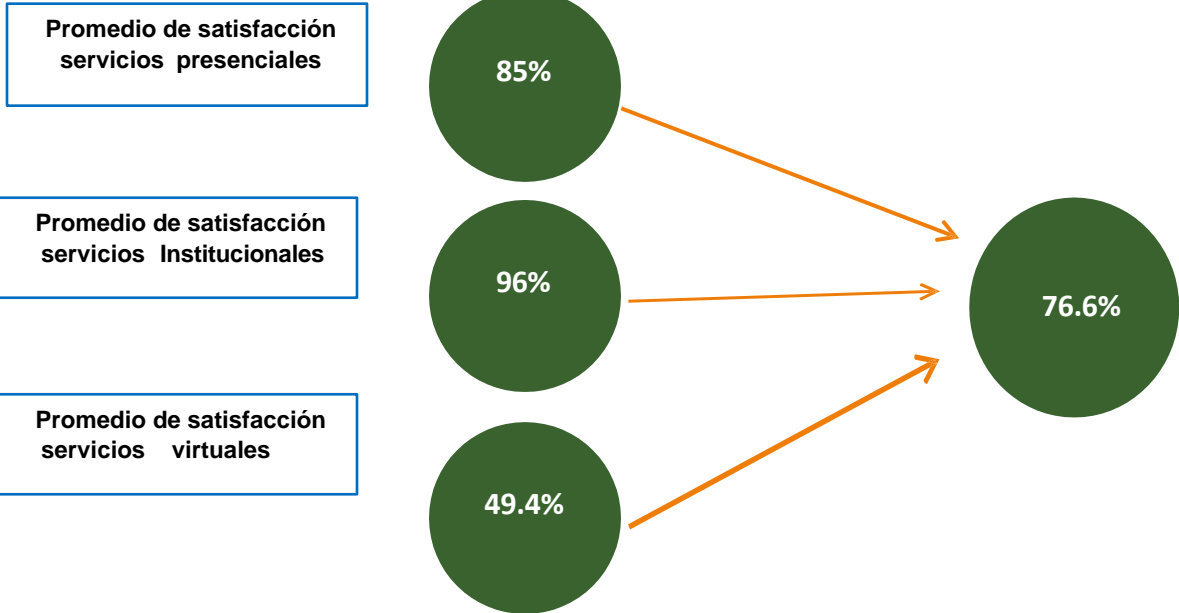 Promedio de satisfacción
servicios presenciales
85%
Promedio de satisfacción
servicios Institucionales
96%
76.6%
Promedio de satisfacción
servicios virtuales
49.4%